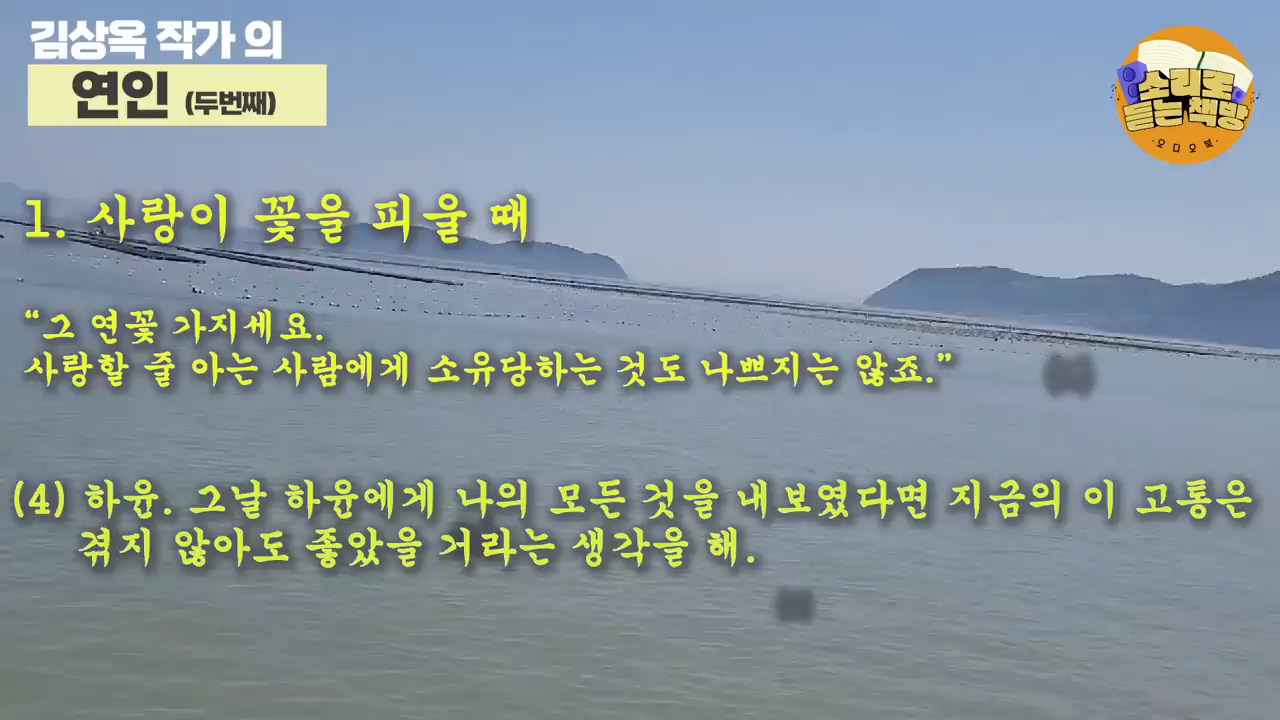 김상옥 작가 의
연인 (두번째)
소리로
듣는 책방
·오디오북·
1. 사랑이 꽃을 피울 때
“그 연꽃 가지세요.
사랑할 줄 아는 사람에게 소유당하는 것도 나쁘지는 않죠.”
(4) 하윤. 그날 하윤에게 나의 모든 것을 내보였다면 지금의 이 고통은
겪지 않아도 좋았을 거라는 생각을 해.